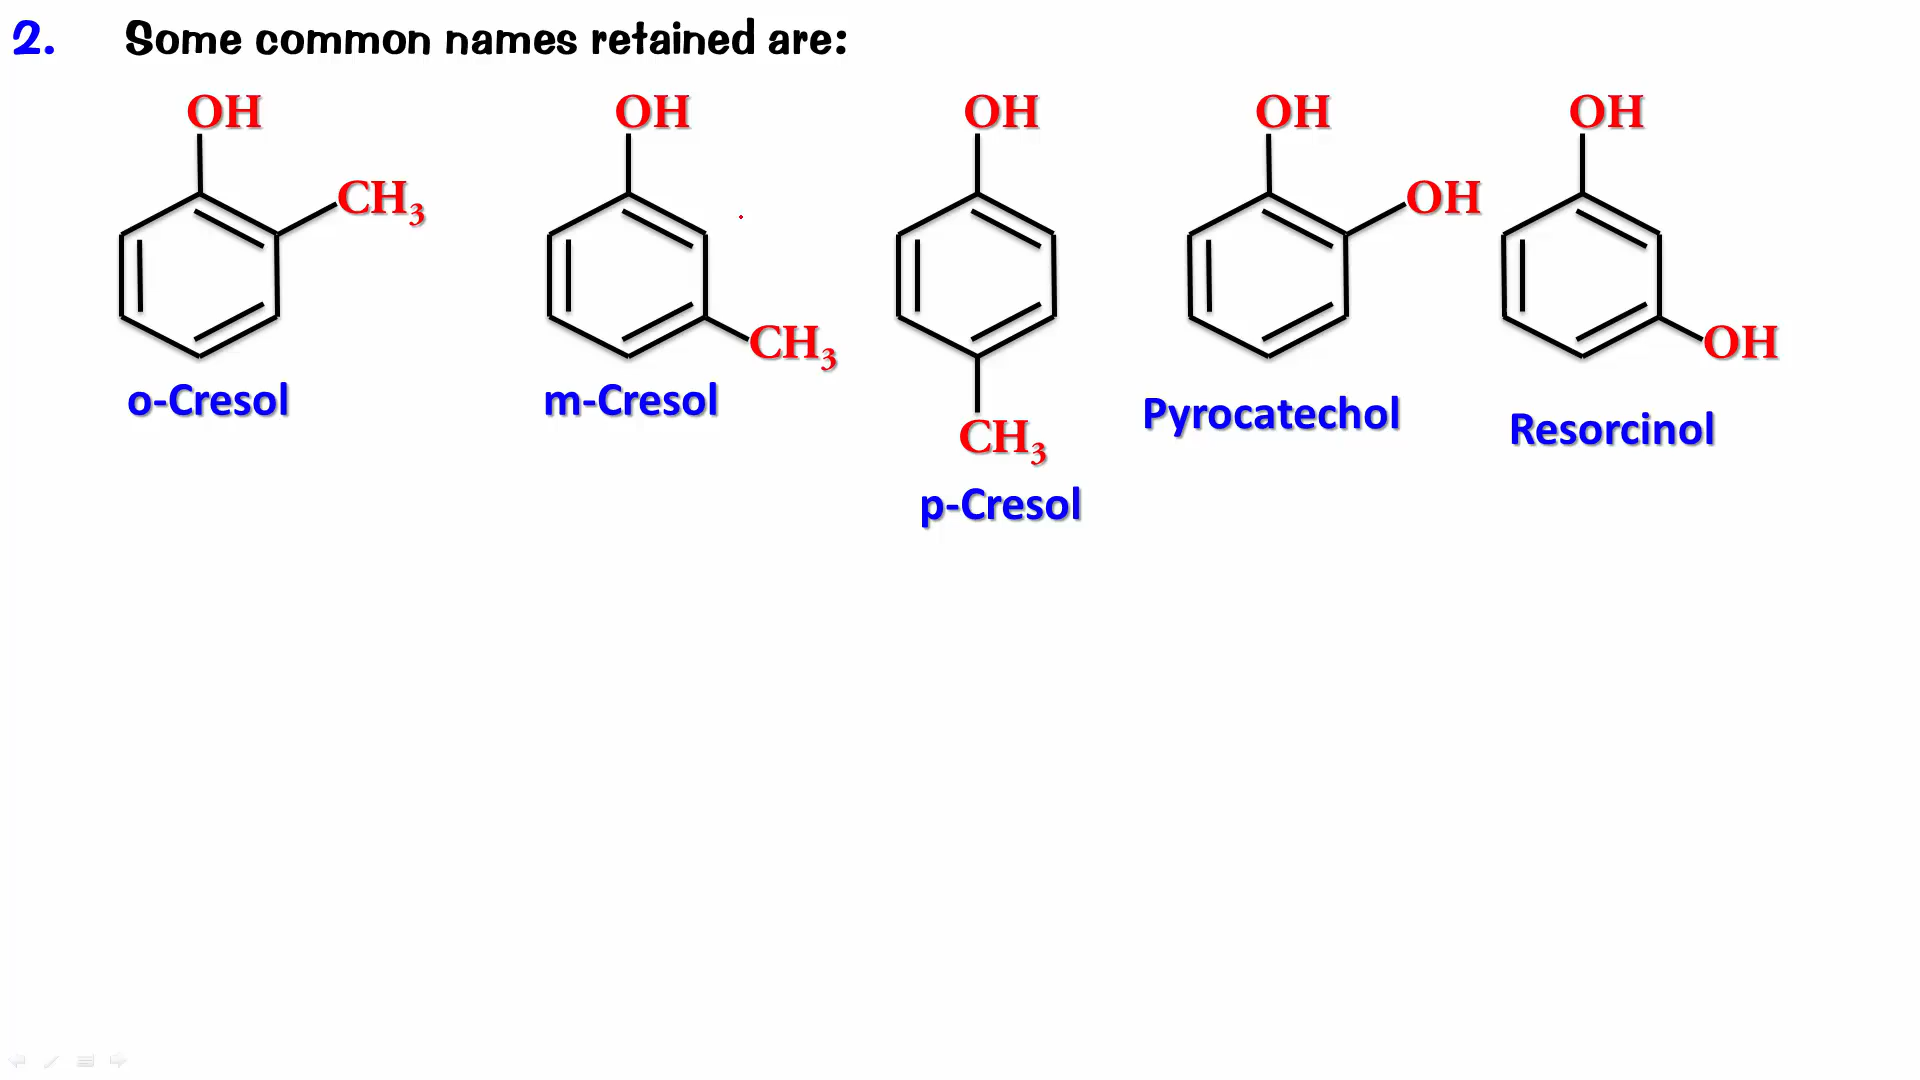 2. Some common names retained are:
OH OH OH OH OH
CH₃ OH
CH₃ OH
o-Cresol m-Cresol Pyrocatechol Resorcinol
CH₃
p-Cresol